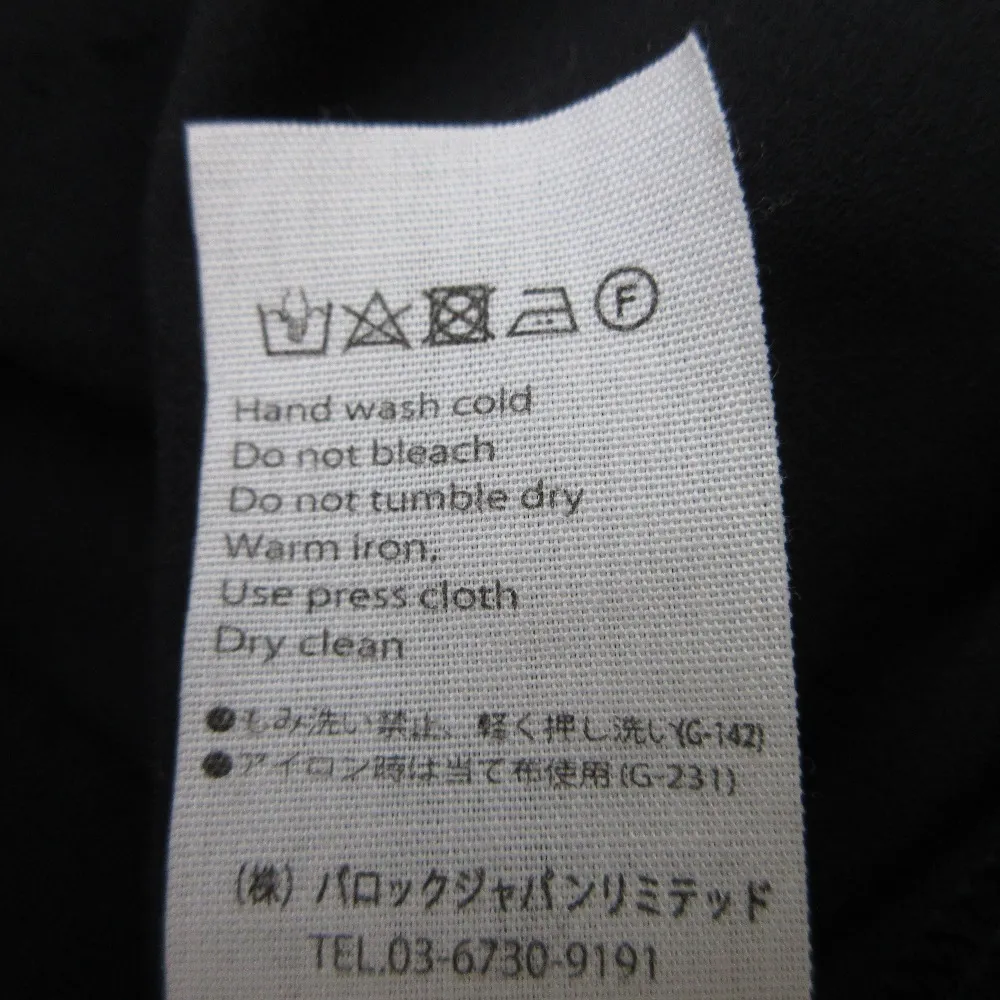 F
Hand wash cold
Do not bleach
Do not tumble dry
Warm iron.
Use press cloth
Dry clean
●もみ洗い禁止、軽く押し洗い(G-142)
●アイロン時は当て布使用(G-231)
(株)バロックジャパンリミテッド
TEL.03-6730-9191